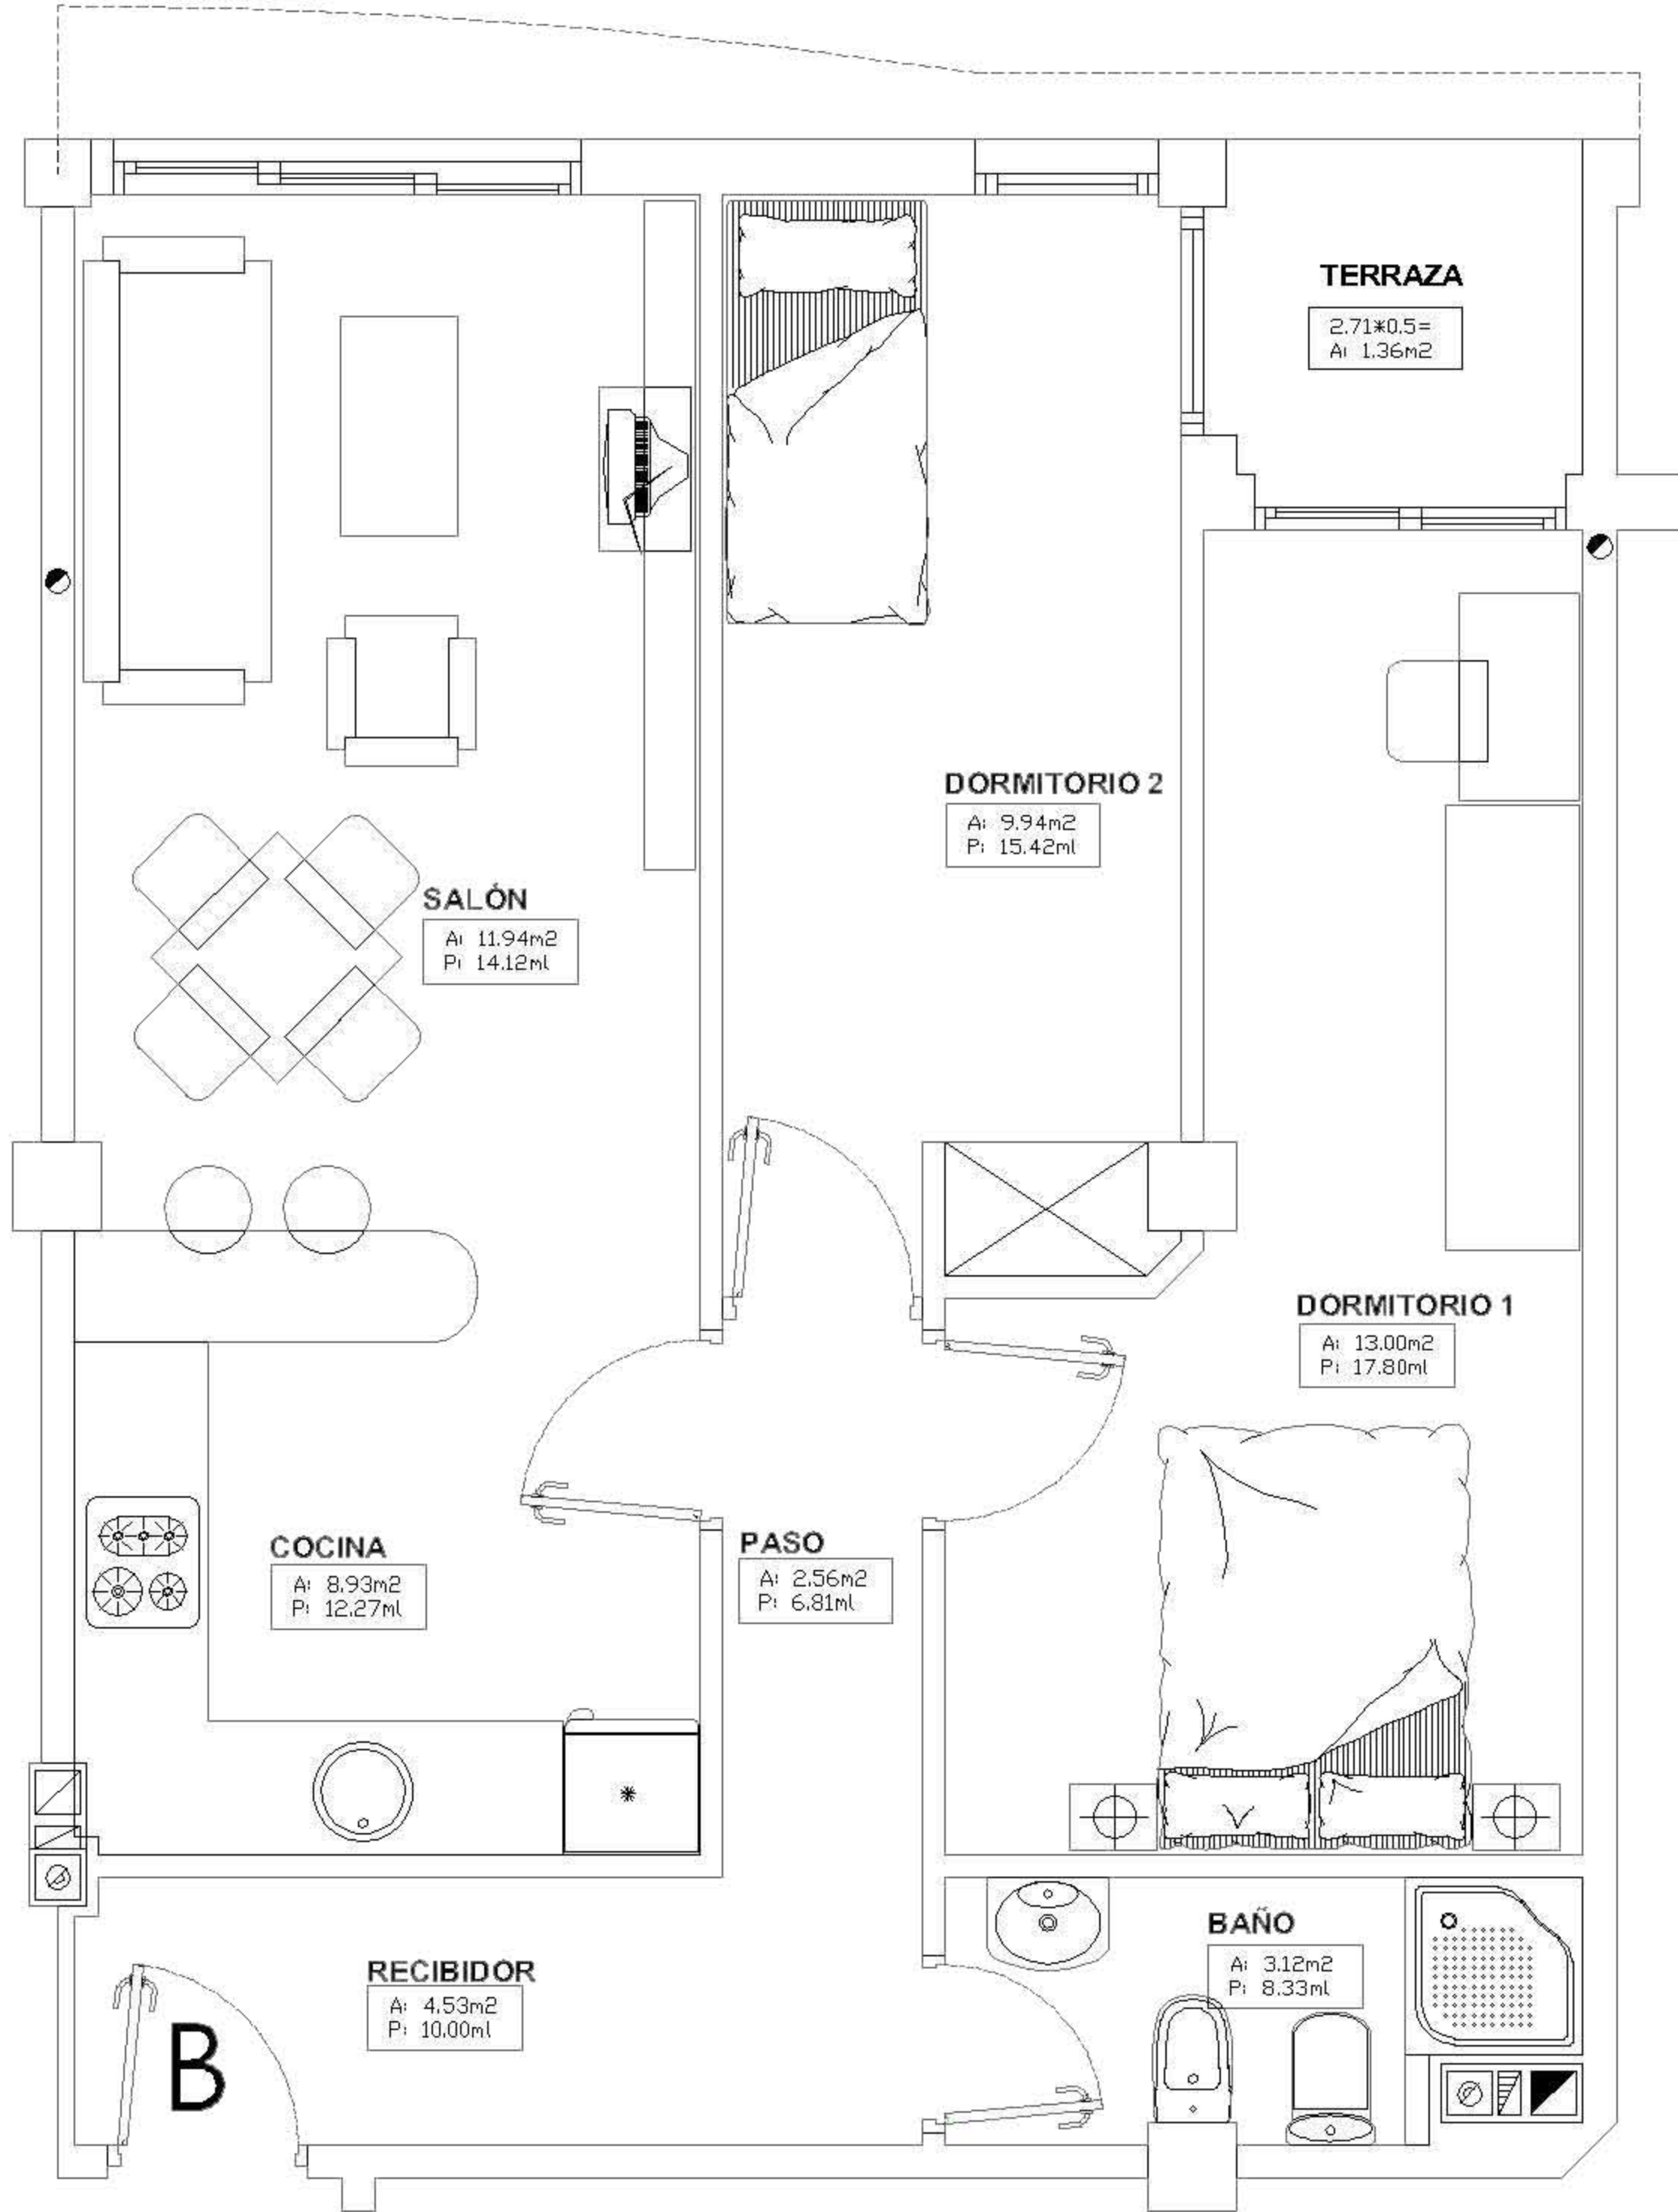 TERRAZA
2.71*0.5=
A: 1.36m2
DORMITORIO 2
A: 9.94m2
P: 15.42ml
SALÓN
A: 11.94m2
P: 14.12ml
DORMITORIO 1
A: 13.00m2
P: 17.80ml
COCINA
A: 8.93m2
P: 12.27ml
PASO
A: 2.56m2
P: 6.81ml
BAÑO
A: 3.12m2
P: 8.33ml
RECIBIDOR
A: 4.53m2
P: 10.00ml
B